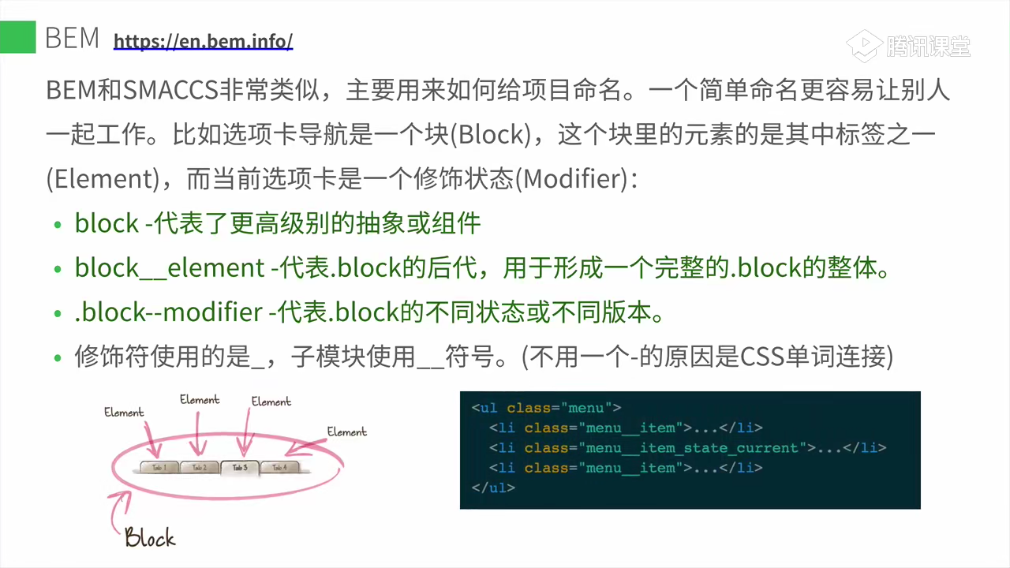 BEM https://en.bem.info/
腾讯课堂
BEM和SMACCS非常类似，主要用来如何给项目命名。一个简单命名更容易让别人
一起工作。比如选项卡导航是一个块(Block)，这个块里的元素的是其中标签之一
(Element)，而当前选项卡是一个修饰状态(Modifier)：
• block -代表了更高级别的抽象或组件
• block__element -代表.block的后代，用于形成一个完整的.block的整体。
• .block--modifier -代表.block的不同状态或不同版本。
• 修饰符使用的是_，子模块使用__符号。(不用一个-的原因是CSS单词连接)
Element
Element
Element
Element
Tab 1
Tab 2
Tab 3
Tab 4
Block
<ul class="menu">
<li class="menu__item">...</li>
<li class="menu__item_state_current">...</li>
<li class="menu__item">...</li>
</ul>